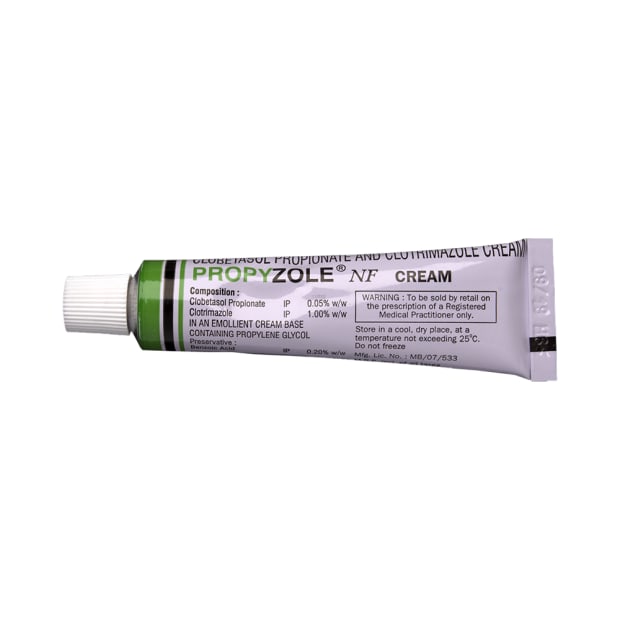 CLOBETASOL PROPIONATE AND CLOTRIMAZOLE CREAM
PROPYZOLE® NF CREAM
Composition :
Clobetasol Propionate IP 0.05% w/w
Clotrimazole IP 1.00% w/w
IN AN EMOLLIENT CREAM BASE
CONTAINING PROPYLENE GLYCOL
Preservative :
Benzoic Acid IP 0.20% w/w
WARNING : To be sold by retail on
the prescription of a Registered
Medical Practitioner only.
Store in a cool, dry place, at a
temperature not exceeding 25°C.
Do not freeze
Mfg. Lic. No. : MB/07/533